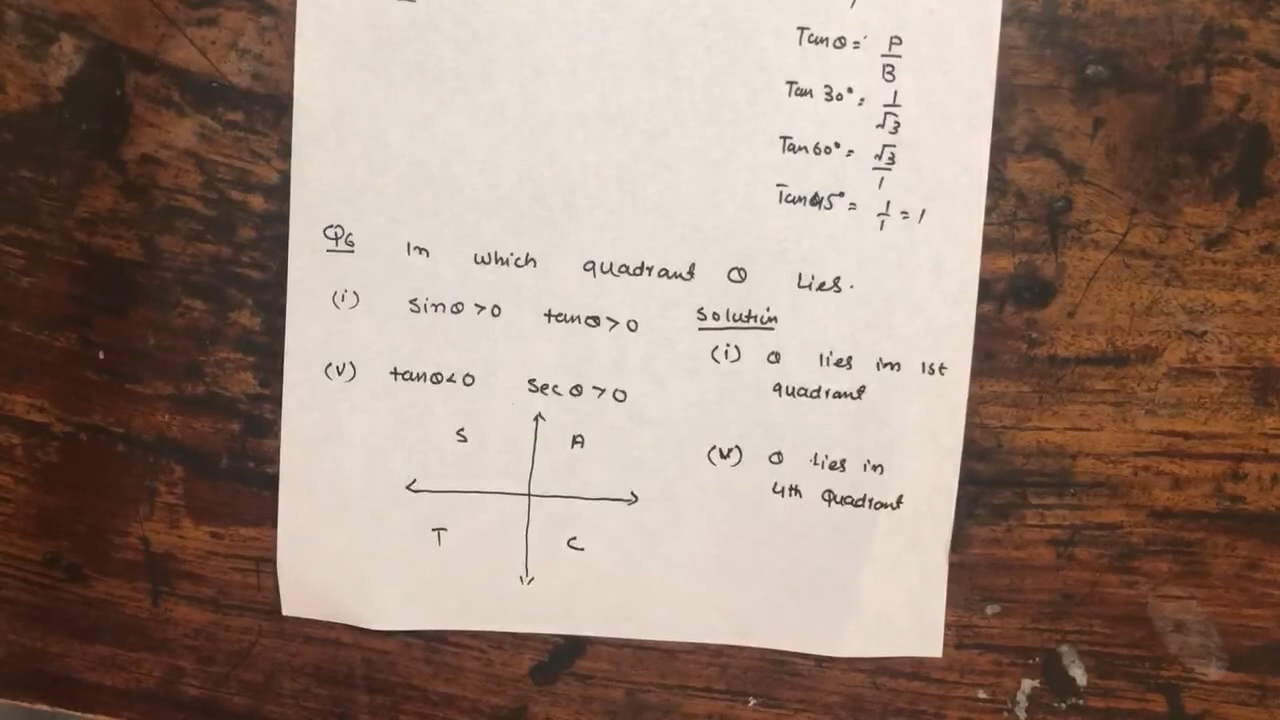 Tanθ = P/B
Tan 30° = 1/√3
Tan 60° = √3/1
Tan 45° = 1/1 = 1
Q6 In which quadrant θ lies.
(i) sinθ > 0 tanθ > 0
(v) tanθ < 0 secθ > 0
S A
T C
Solution
(i) θ lies in 1st
quadrant
(v) θ lies in
4th Quadrant